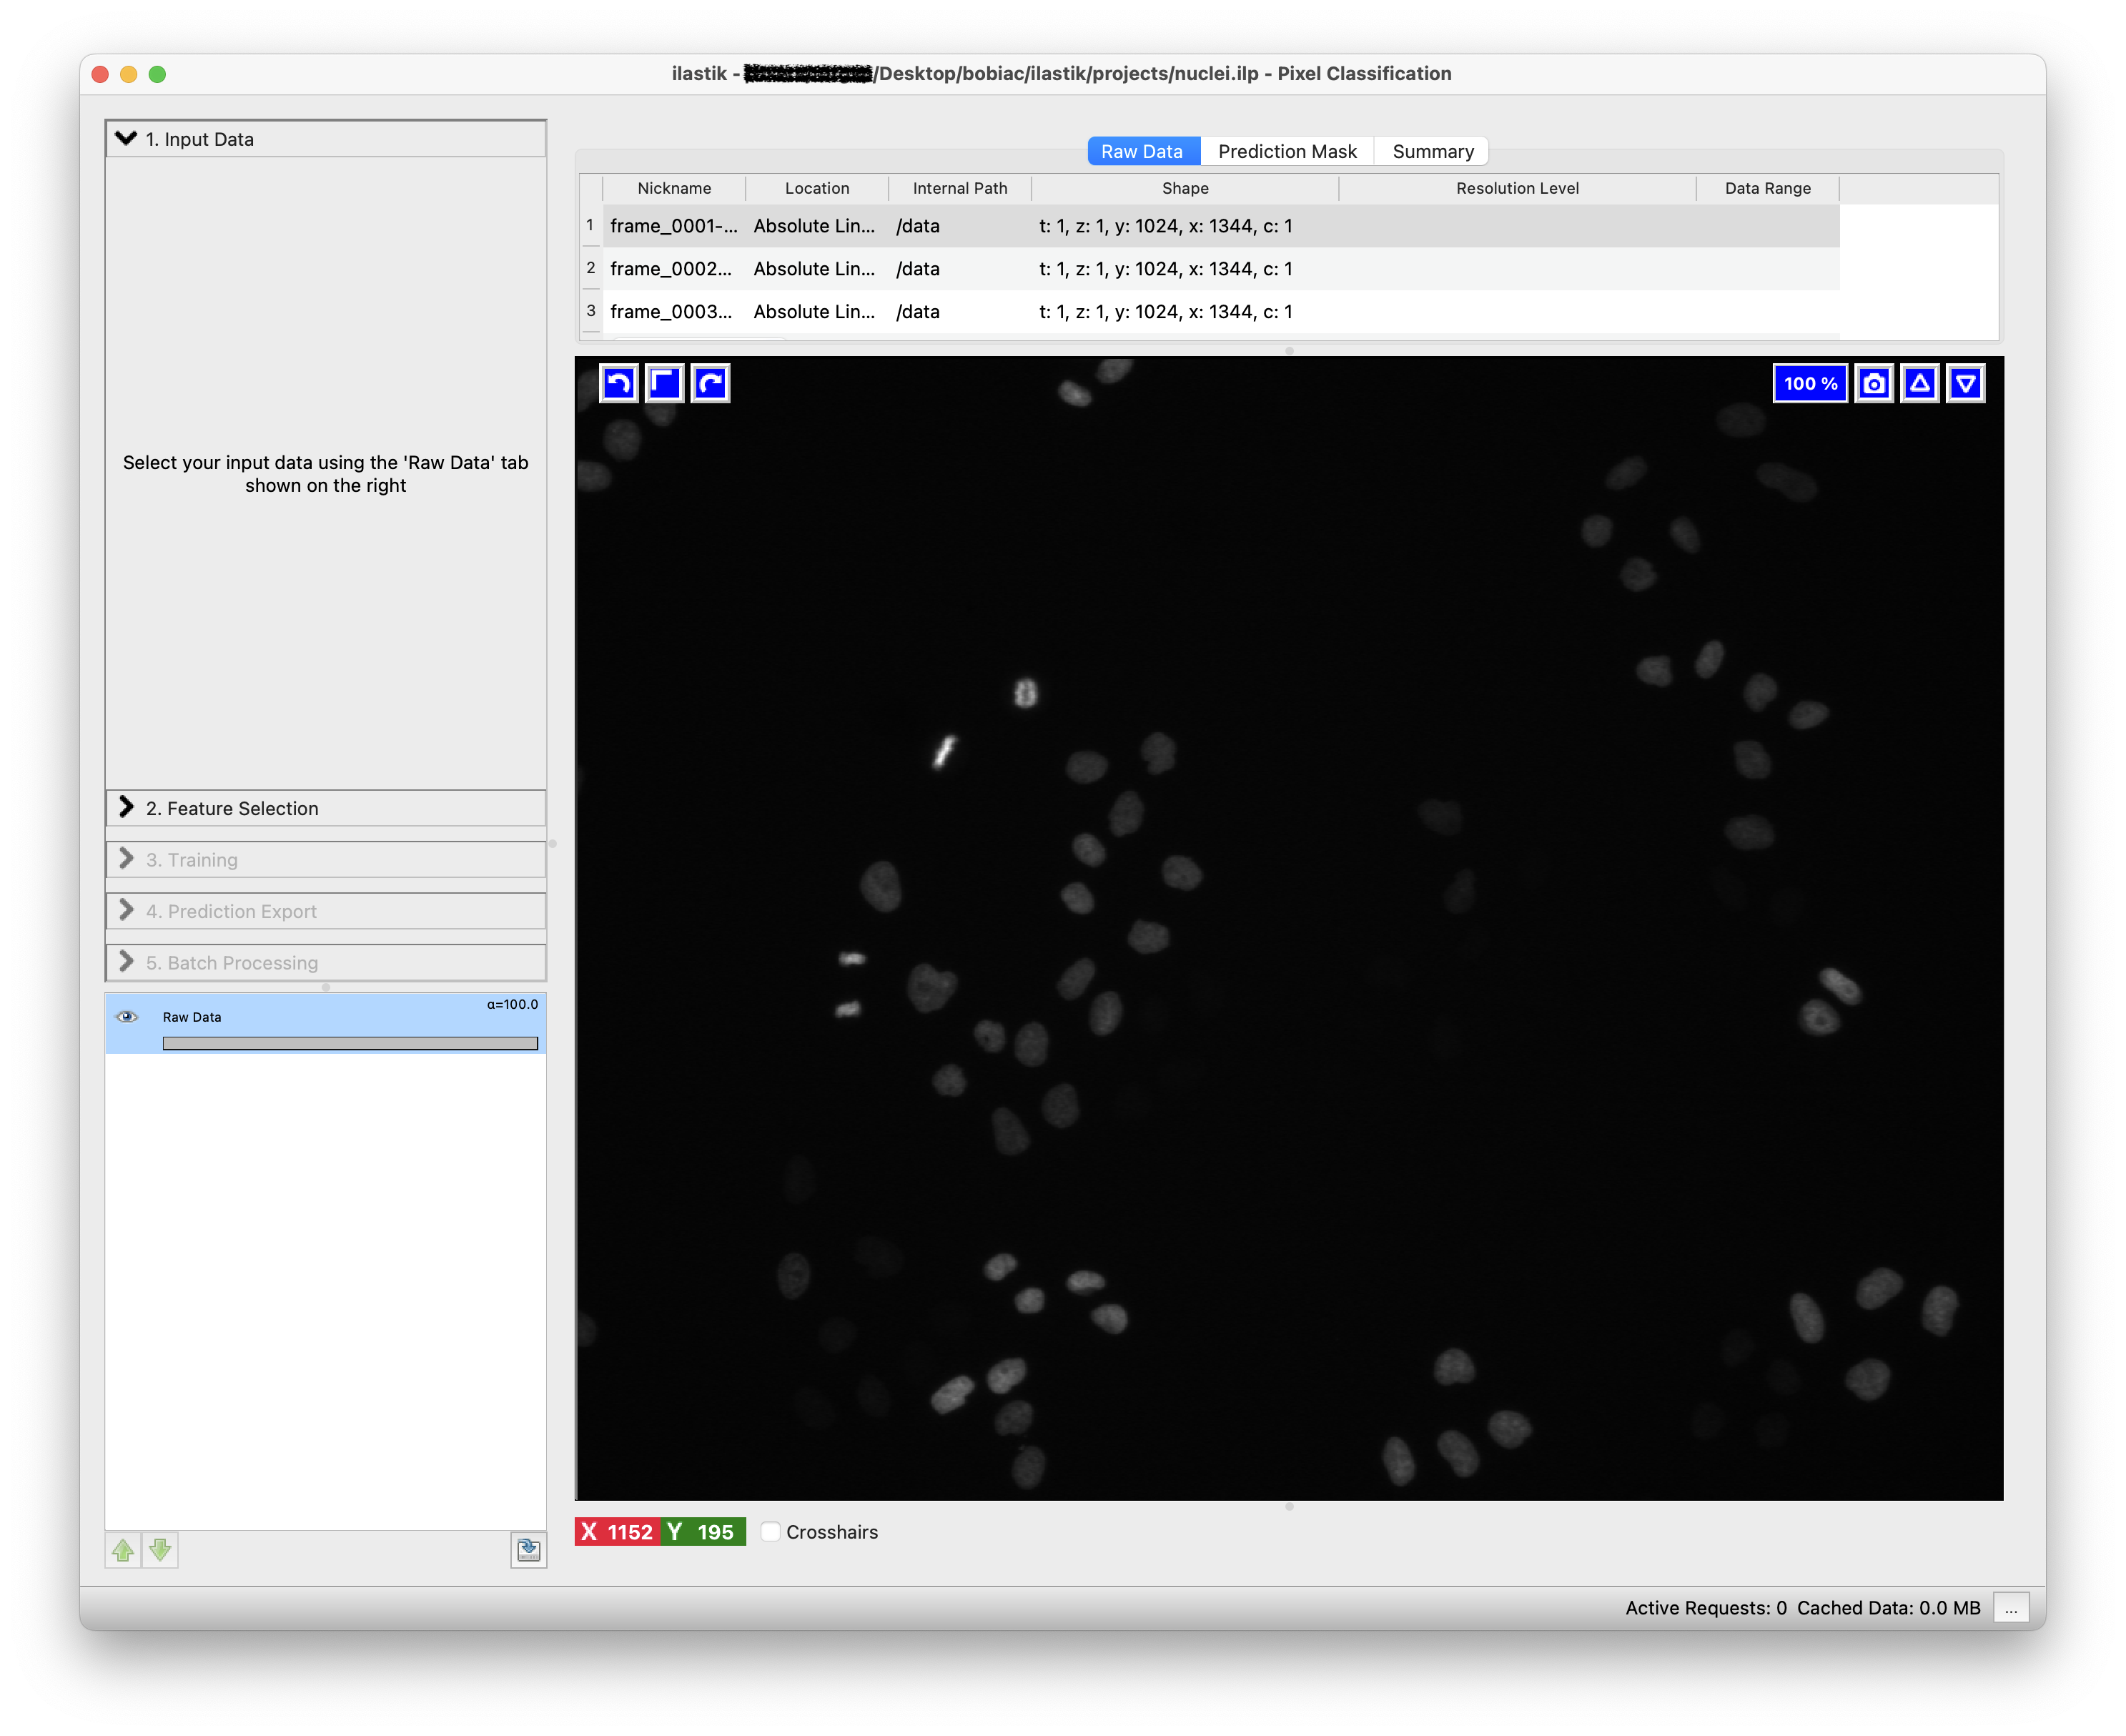 ilastik - /Desktop/bobiac/ilastik/projects/nuclei.ilp - Pixel Classification
1. Input Data
Select your input data using the 'Raw Data' tab
shown on the right
2. Feature Selection
3. Training
4. Prediction Export
5. Batch Processing
α=100.0
Raw Data
Raw Data Prediction Mask Summary
Nickname Location Internal Path Shape Resolution Level Data Range
1 frame_0001-... Absolute Lin... /data t: 1, z: 1, y: 1024, x: 1344, c: 1
2 frame_0002... Absolute Lin... /data t: 1, z: 1, y: 1024, x: 1344, c: 1
3 frame_0003... Absolute Lin... /data t: 1, z: 1, y: 1024, x: 1344, c: 1
100 %
X 1152 Y 195 Crosshairs
Active Requests: 0 Cached Data: 0.0 MB ...